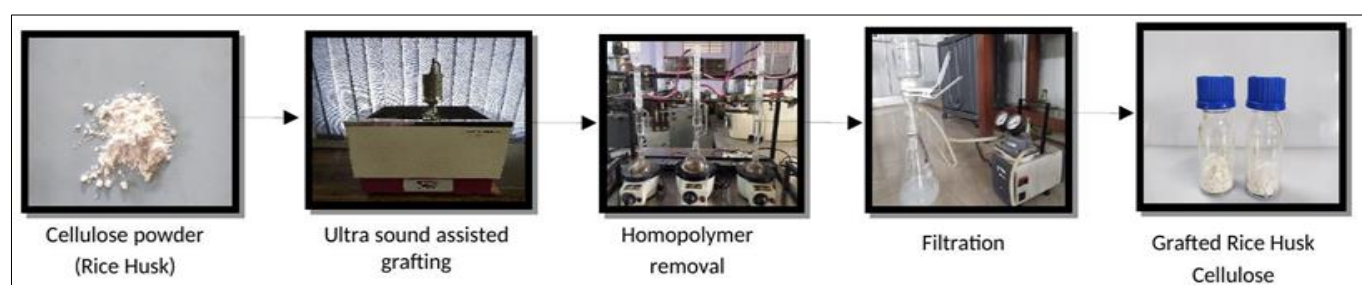 Cellulose powder
(Rice Husk)
Ultra sound assisted
grafting
Homopolymer
removal
Filtration
Grafted Rice Husk
Cellulose